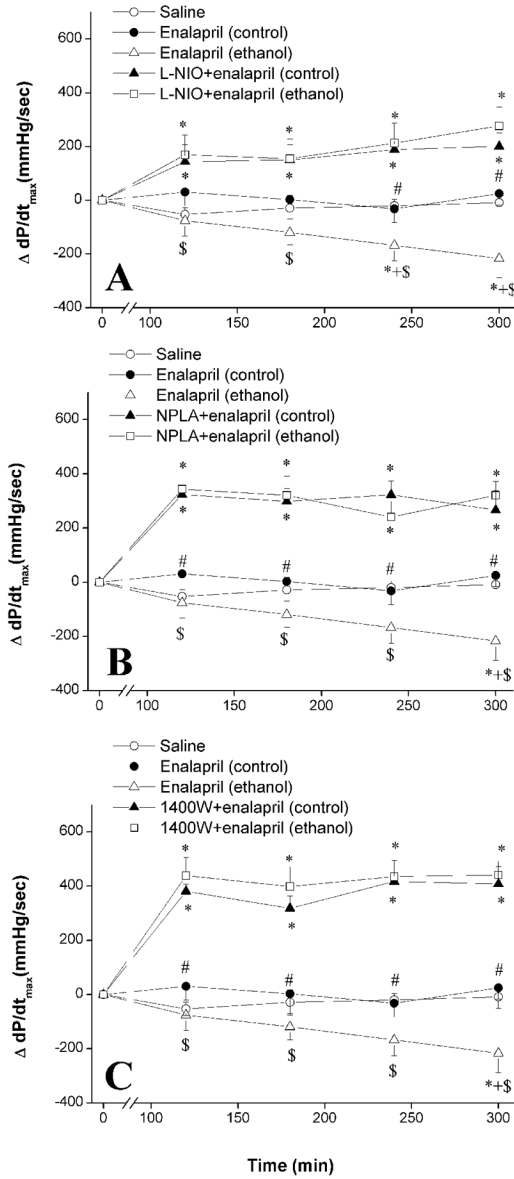 Saline
Enalapril (control)
Enalapril (ethanol)
L-NIO+enalapril (control)
L-NIO+enalapril (ethanol)
600
400
200
0
-200
-400
Δ dP/dtmax(mmHg/sec)
* * * *
* * * *
# #
$ $ *+$ *+$
A
0 100 150 200 250 300
Saline
Enalapril (control)
Enalapril (ethanol)
NPLA+enalapril (control)
NPLA+enalapril (ethanol)
600
400
200
0
-200
-400
Δ dP/dtmax(mmHg/sec)
* * * *
* * * *
# # # #
$ $ $ *+$
B
0 100 150 200 250 300
Saline
Enalapril (control)
Enalapril (ethanol)
1400W+enalapril (control)
1400W+enalapril (ethanol)
600
400
200
0
-200
-400
Δ dP/dtmax(mmHg/sec)
* * * *
* * * *
# # # #
$ $ $ *+$
C
0 100 150 200 250 300
Time (min)